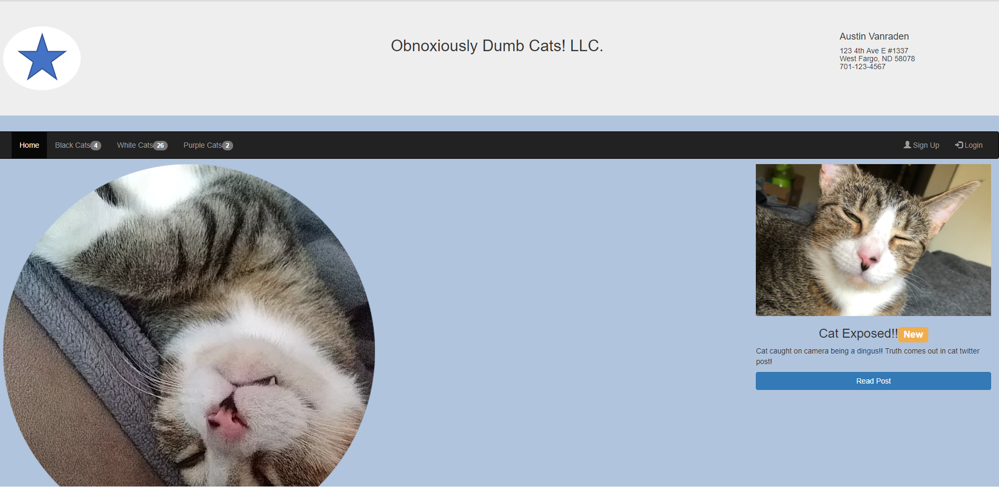 Obnoxiously Dumb Cats! LLC.
Austin Vanraden
123 4th Ave E #1337
West Fargo, ND 58078
701-123-4567
Home Black Cats 4 White Cats 26 Purple Cats 2 Sign Up Login
Cat Exposed!! New
Cat caught on camera being a dingus!! Truth comes out in cat twitter
post!
Read Post